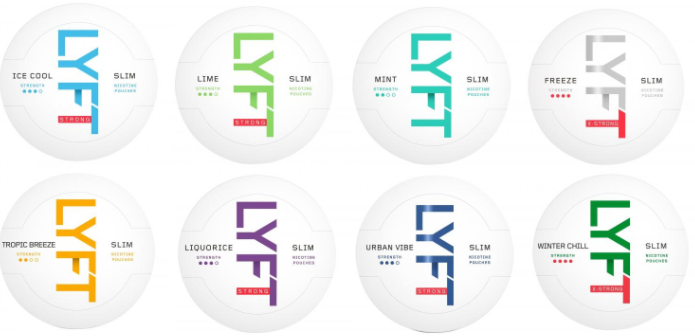 LYFT
ICE COOL
STRENGTH
SLIM
NICOTINE
POUCHES
STRONG
LYFT
LIME
STRENGTH
SLIM
NICOTINE
POUCHES
STRONG
LYFT
MINT
STRENGTH
SLIM
NICOTINE
POUCHES
LYFT
FREEZE
STRENGTH
SLIM
NICOTINE
POUCHES
X-STRONG
LYFT
TROPIC BREEZE
STRENGTH
SLIM
NICOTINE
POUCHES
LYFT
LIQUORICE
STRENGTH
SLIM
NICOTINE
POUCHES
STRONG
LYFT
URBAN VIBE
STRENGTH
SLIM
NICOTINE
POUCHES
STRONG
LYFT
WINTER CHILL
STRENGTH
SLIM
NICOTINE
POUCHES
X-STRONG